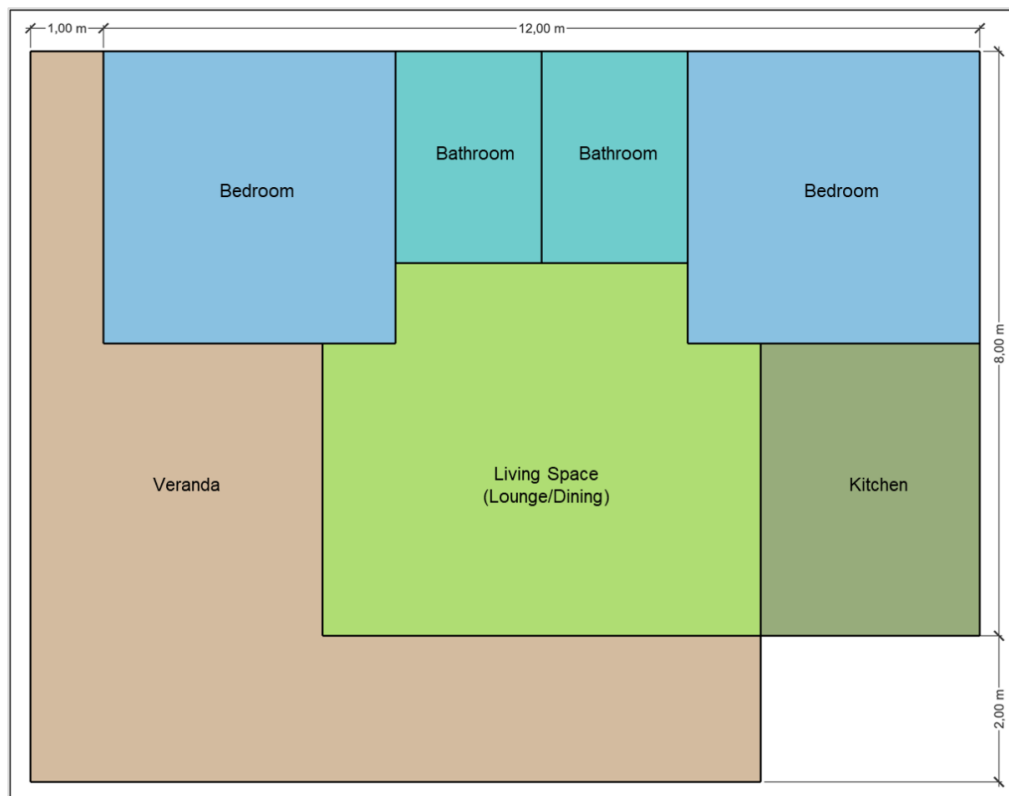 1,00 m
12,00 m
Bathroom
Bathroom
Bedroom
Bedroom
8,00 m
Living Space
(Lounge/Dining)
Veranda
Kitchen
2,00 m